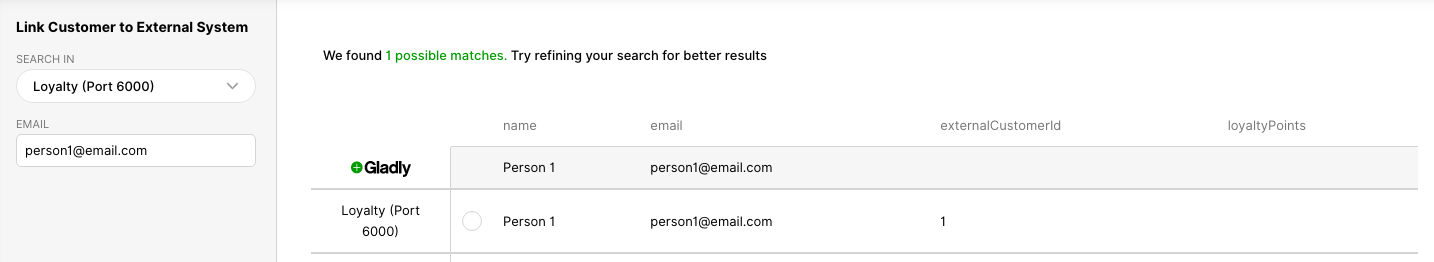 Link Customer to External System
SEARCH IN
Loyalty (Port 6000)
EMAIL
person1@email.com
We found 1 possible matches. Try refining your search for better results
name email externalCustomerId loyaltyPoints
Gladly Person 1 person1@email.com
Loyalty (Port
6000)
Person 1 person1@email.com 1